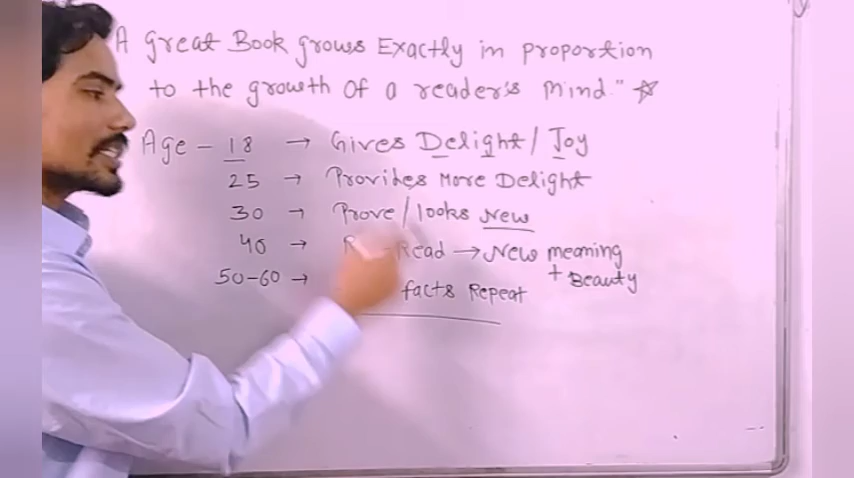 A great Book grows Exactly in proportion
to the growth of a reader's mind." ☆
Age - 18 → Gives Delight / Joy
25 → Provides More Delight
30 → Prove / looks New
40 → Read → New meaning
+ Beauty
50-60 → facts Repeat